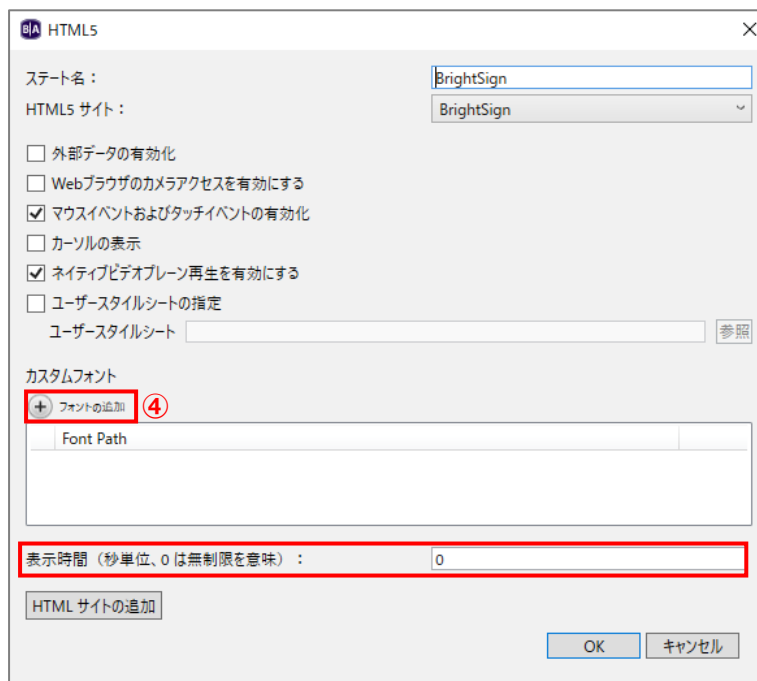 B|A HTML5
ステート名： BrightSign
HTML5 サイト： BrightSign
外部データの有効化
Webブラウザのカメラアクセスを有効にする
マウスイベントおよびタッチイベントの有効化
カーソルの表示
ネイティブビデオプレーン再生を有効にする
ユーザースタイルシートの指定
ユーザースタイルシート 参照
カスタムフォント
フォントの追加 ④
Font Path
表示時間（秒単位、0 は無制限を意味）： 0
HTML サイトの追加
OK キャンセル